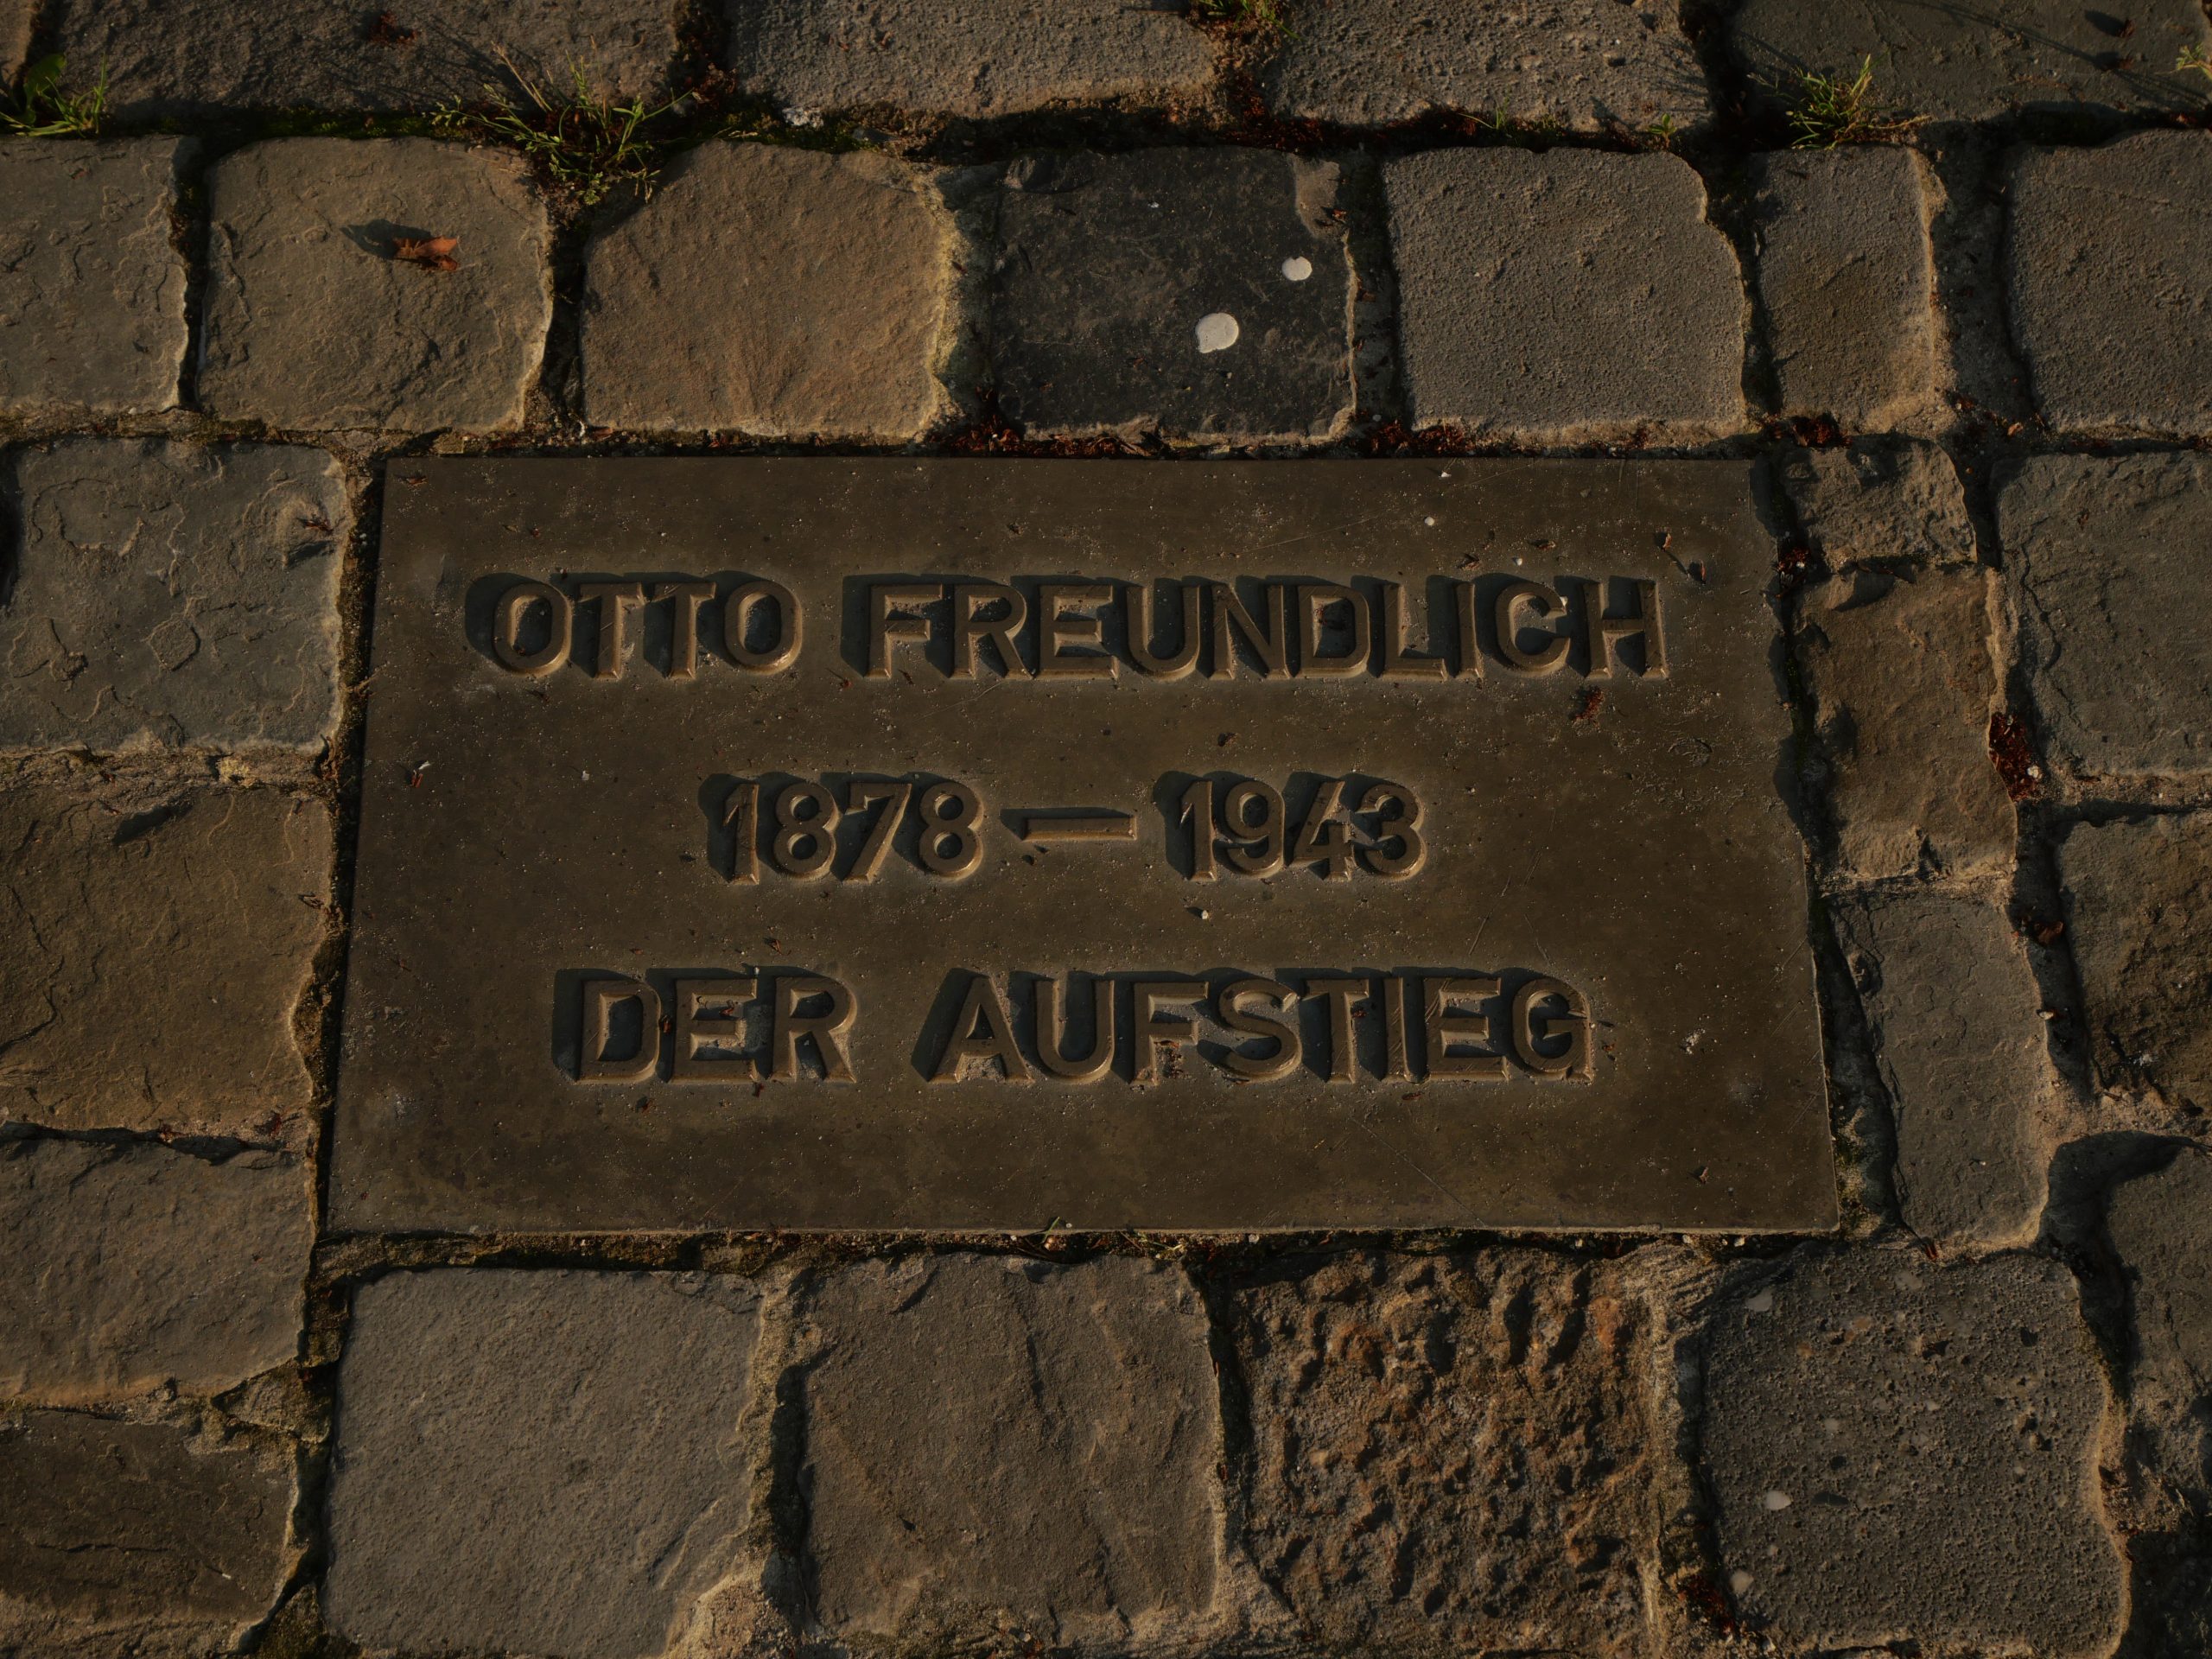 OTTO FREUNDLICH
1878 – 1943
DER AUFSTIEG